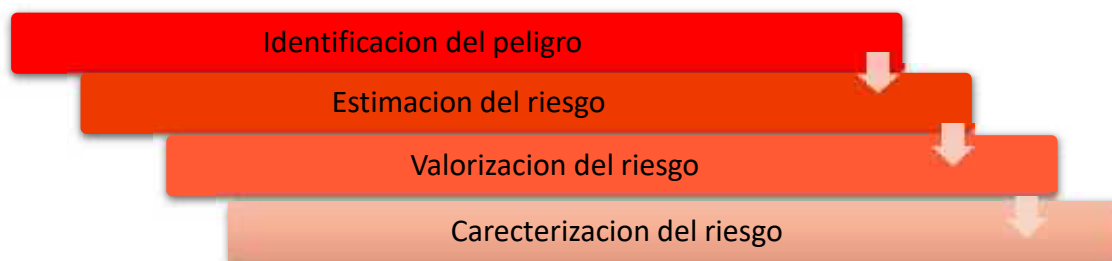 Identificacion del peligro
Estimacion del riesgo
Valorizacion del riesgo
Carecterizacion del riesgo